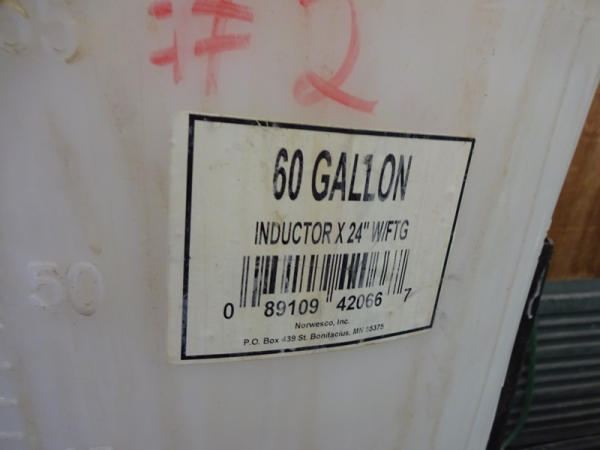 55
#2
60 GALLON
INDUCTOR X 24" W/FTG
0 89109 42066 7
Norwesco, Inc.
P.O. Box 439 St. Bonifacius, MN 55375
50